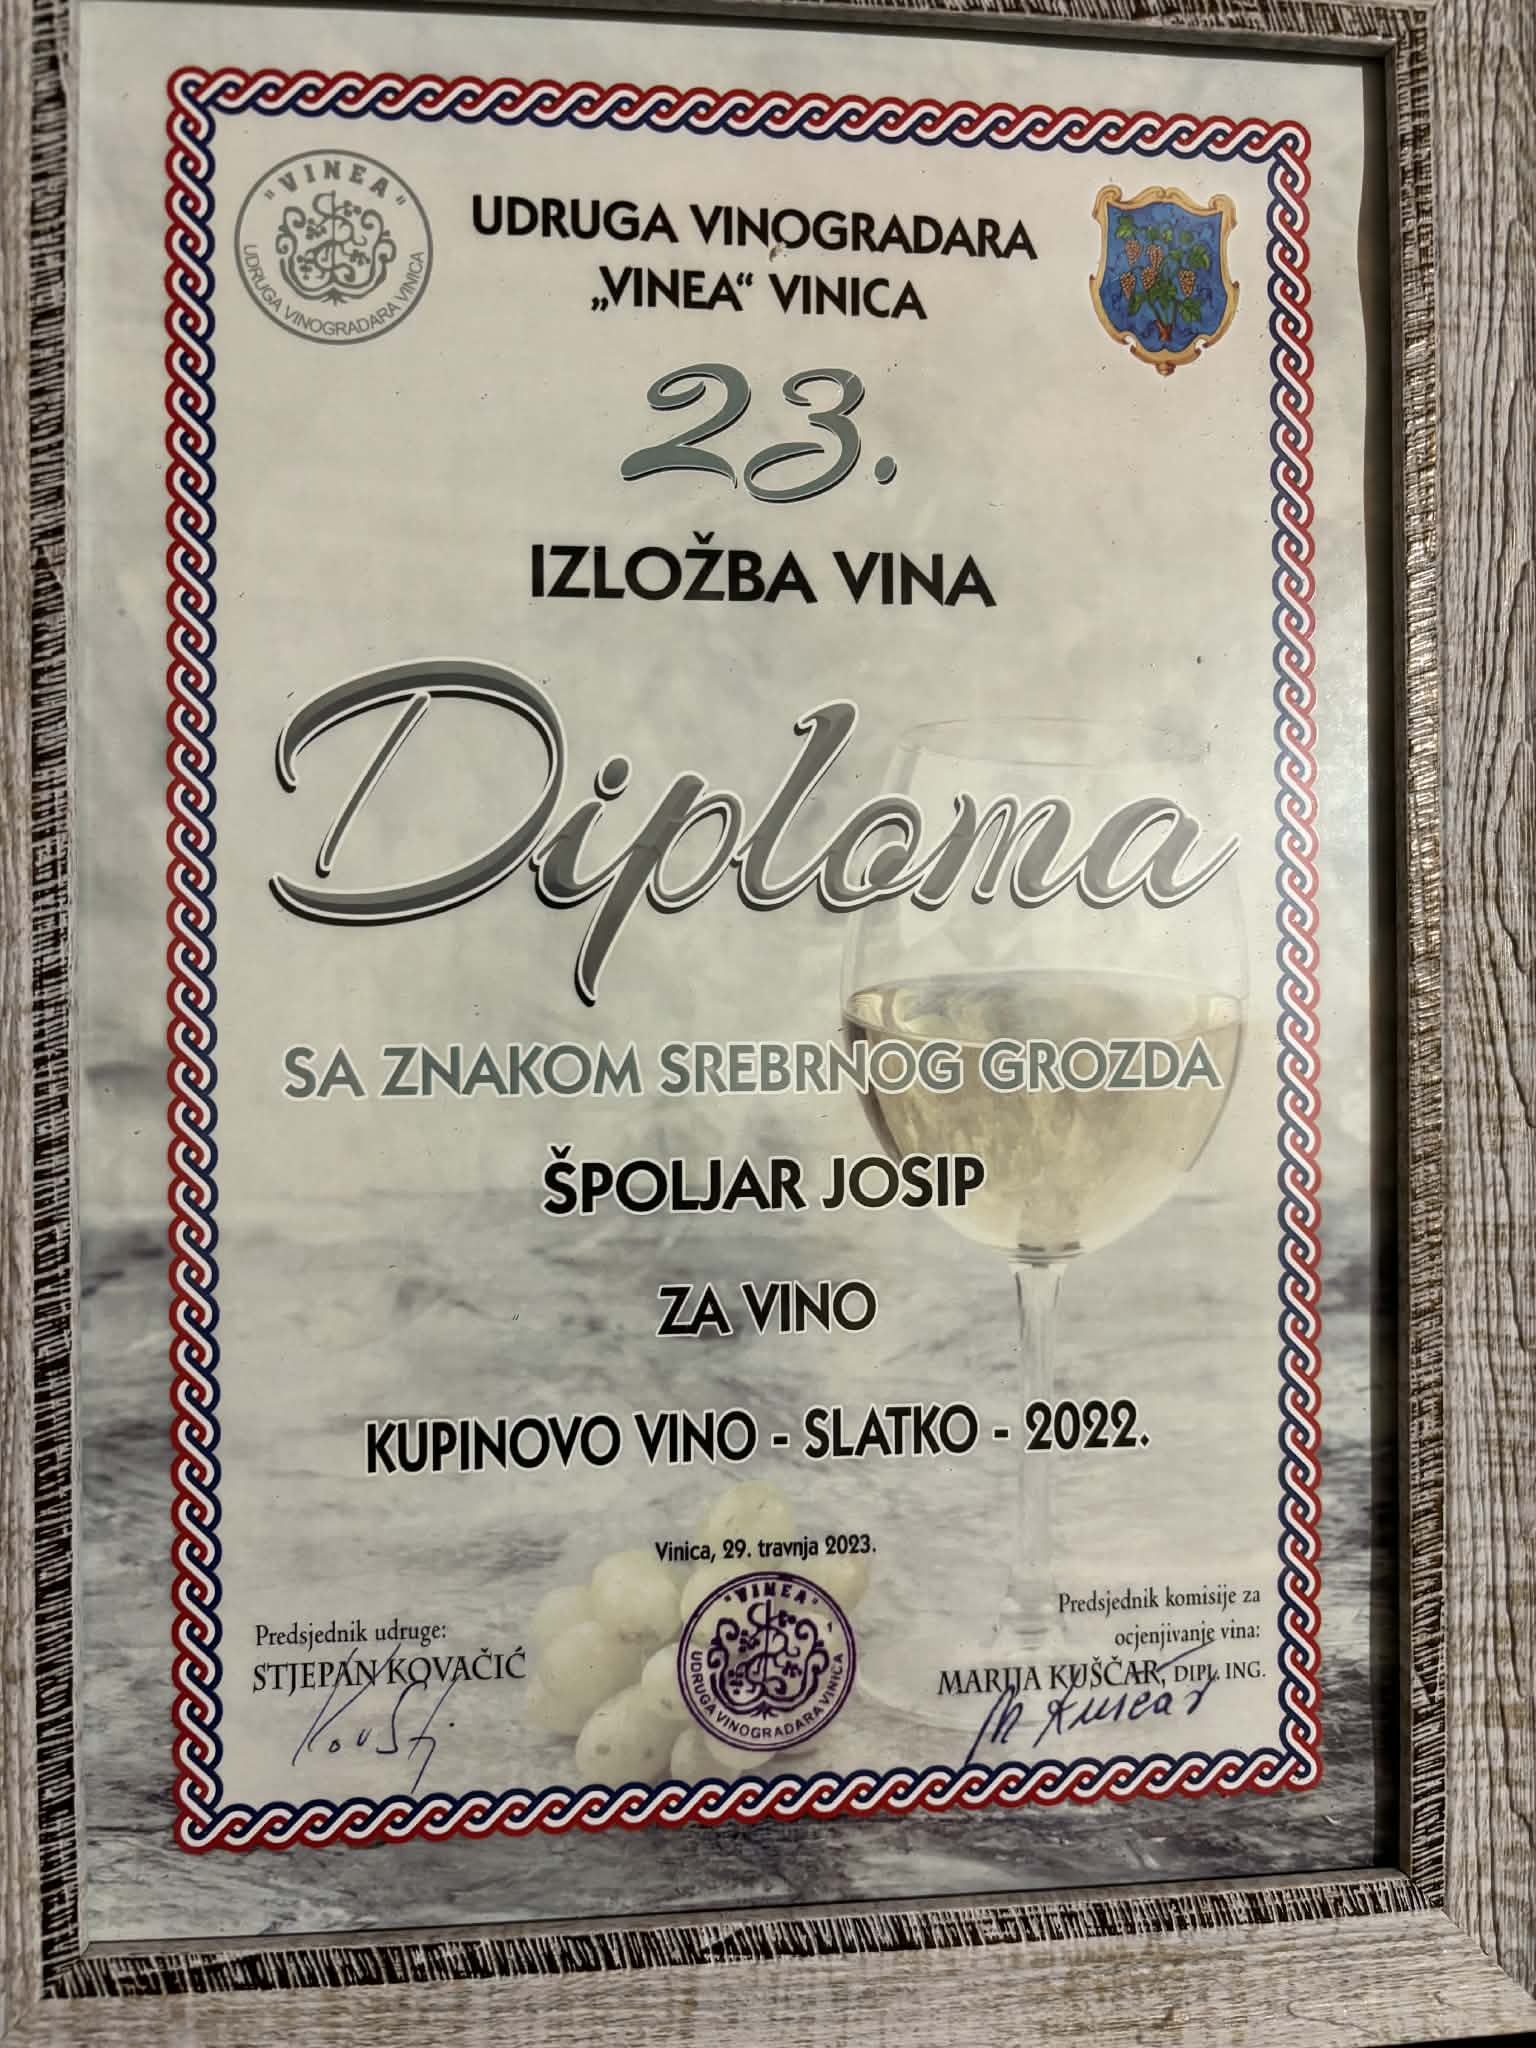 "VINEA"
UDRUGA VINOGRADARA VINICA
UDRUGA VINOGRADARA
„VINEA“ VINICA
23.
IZLOŽBA VINA
Diploma
SA ZNAKOM SREBRNOG GROZDA
ŠPOLJAR JOSIP
ZA VINO
KUPINOVO VINO - SLATKO - 2022.
Vinica, 29. travnja 2023.
Predsjednik udruge:
STJEPAN KOVAČIĆ
"VINEA"
1
UDRUGA VINOGRADARA VINICA
Predsjednik komisije za
ocjenjivanje vina:
MARIJA KUŠČAR, DIPL. ING.
M Kuščar